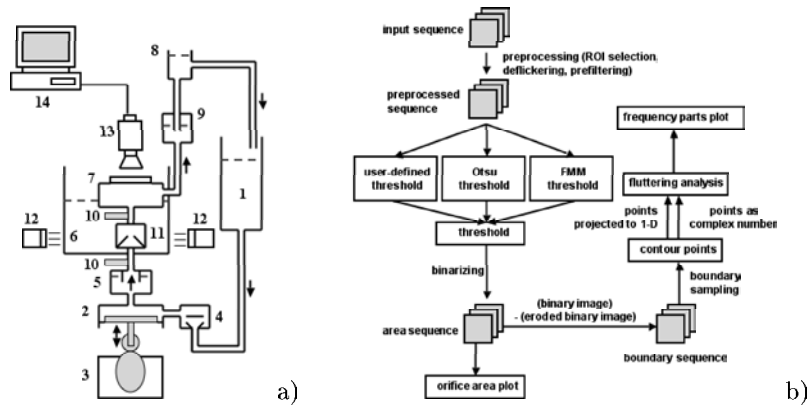 14
13
8
9
7
1
10
12
6
11
12
10
5
2
4
3
a)
input sequence
preprocessing (ROI selection,
deflickering, prefiltering)
preprocessed
sequence
user-defined
threshold
Otsu
threshold
FMM
threshold
threshold
binarizing
area sequence
orifice area plot
(binary image)
- (eroded binary image)
boundary sequence
boundary
sampling
contour points
points
projected to 1-D
points as
complex number
fluttering analysis
frequency parts plot
b)